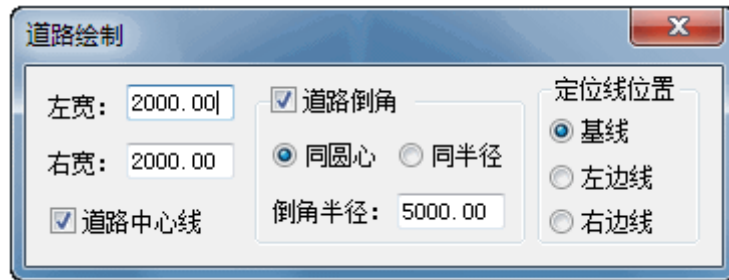 道路绘制
左宽： 2000.00
右宽： 2000.00
道路中心线
道路倒角
同圆心 同半径
倒角半径： 5000.00
定位线位置
基线
左边线
右边线